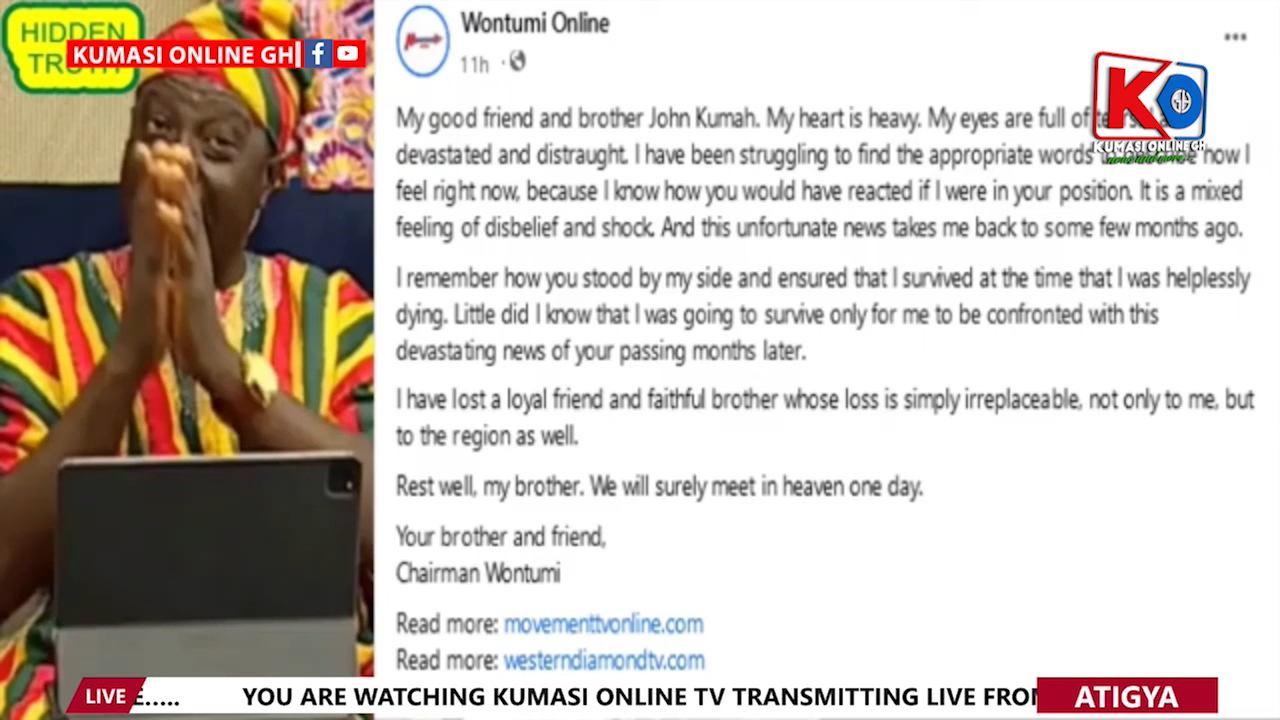 HIDDEN
TRUTH
KUMASI ONLINE GH
Wontumi Online
11h
My good friend and brother John Kumah. My heart is heavy. My eyes are full of
devastated and distraught. I have been struggling to find the appropriate words how I
feel right now, because I know how you would have reacted if I were in your position. It is a mixed
feeling of disbelief and shock. And this unfortunate news takes me back to some few months ago.
I remember how you stood by my side and ensured that I survived at the time that I was helplessly
dying. Little did I know that I was going to survive only for me to be confronted with this
devastating news of your passing months later.
I have lost a loyal friend and faithful brother whose loss is simply irreplaceable, not only to me, but
to the region as well.
Rest well, my brother. We will surely meet in heaven one day.
Your brother and friend,
Chairman Wontumi
Read more: movementtvonline.com
Read more: westerndiamondtv.com
KO
KUMASI ONLINE GH
LIVE
E.....
YOU ARE WATCHING KUMASI ONLINE TV TRANSMITTING LIVE FRO
ATIGYA